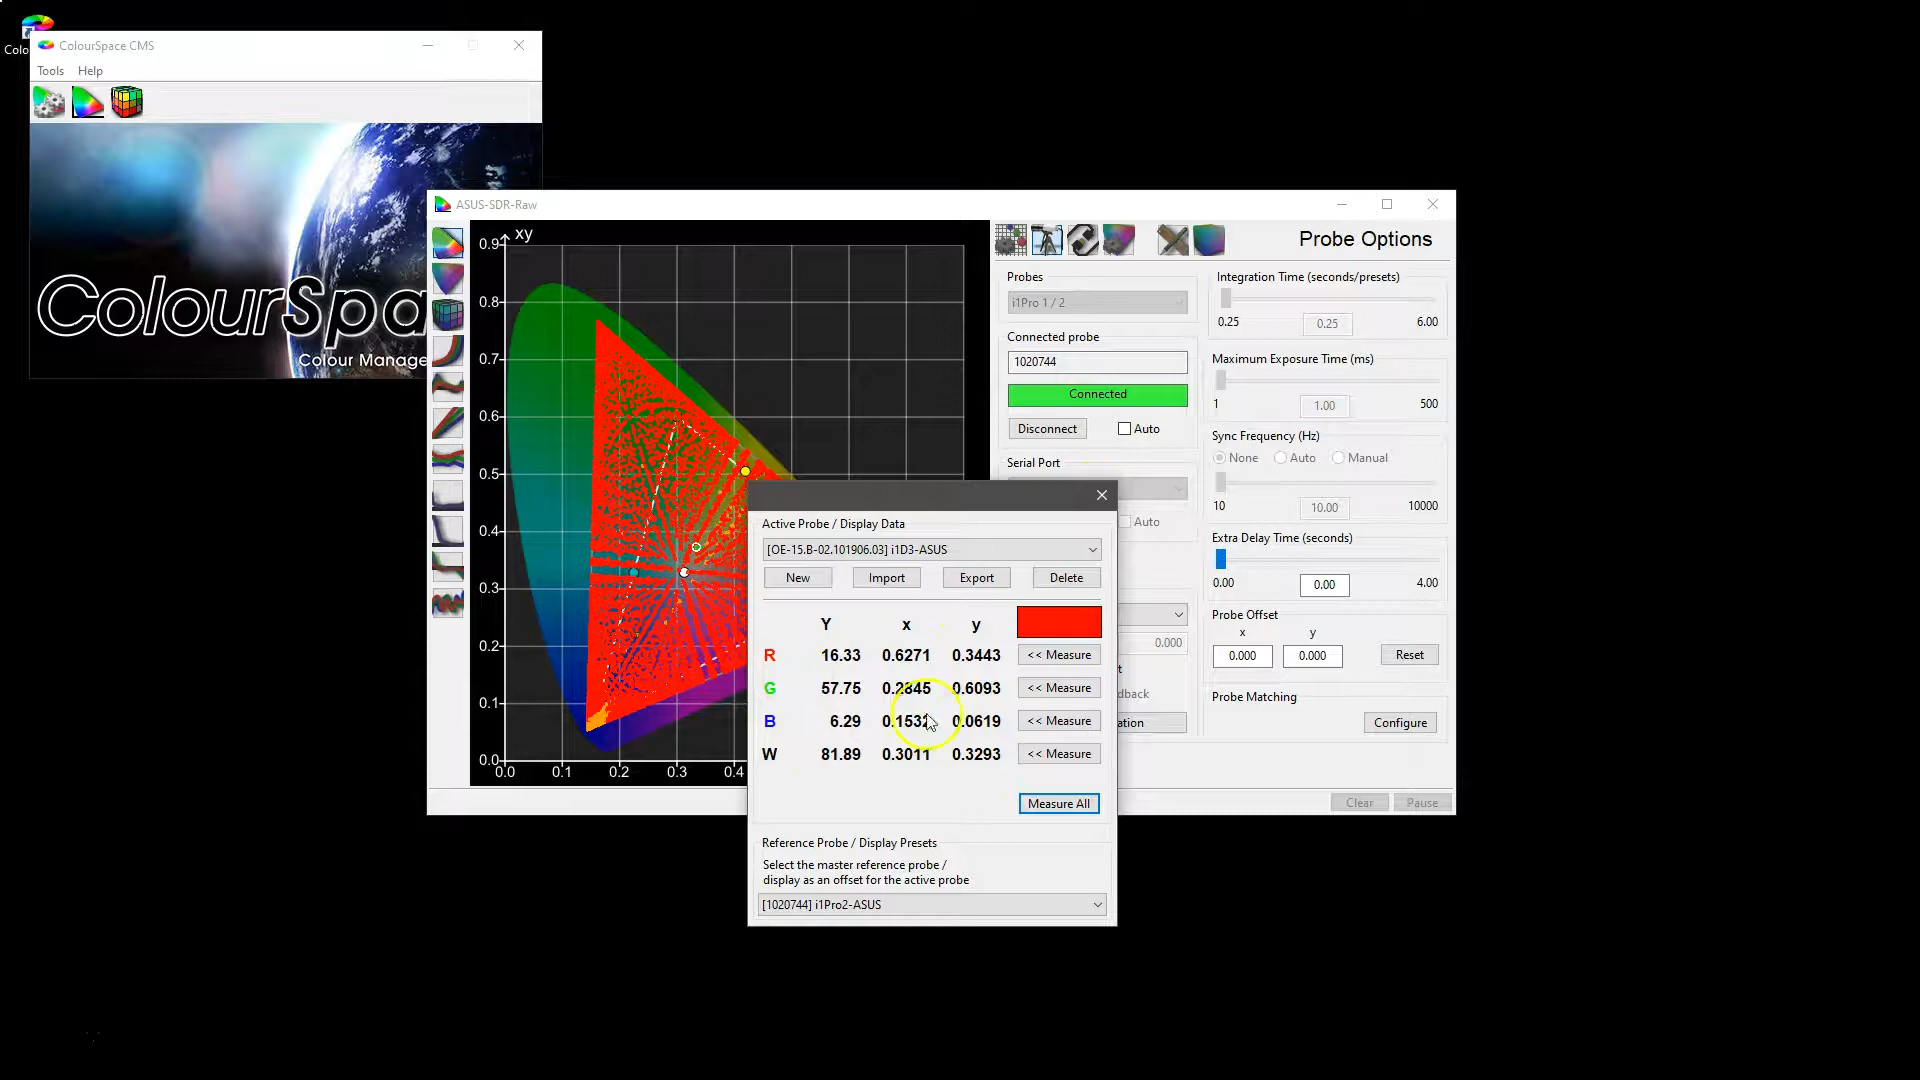 Colo
ColourSpace CMS
Tools Help
ColourSpa
Colour Manage
ASUS-SDR-Raw
xy
0.9
0.8
0.7
0.6
0.5
0.4
0.3
0.2
0.1
0.0
0.0 0.1 0.2 0.3 0.4
Probe Options
Probes
i1Pro 1 / 2
Connected probe
1020744
Connected
Disconnect Auto
Serial Port
Auto
0.000
t
dback
ation
Integration Time (seconds/presets)
0.25 0.25 6.00
Maximum Exposure Time (ms)
1 1.00 500
Sync Frequency (Hz)
None Auto Manual
10 10.00 10000
Extra Delay Time (seconds)
0.00 0.00 4.00
Probe Offset
x y
0.000 0.000 Reset
Probe Matching
Configure
Clear Pause
Active Probe / Display Data
[OE-15.B-02.101906.03] i1D3-ASUS
New Import Export Delete
Y x y
R 16.33 0.6271 0.3443 << Measure
G 57.75 0.2845 0.6093 << Measure
B 6.29 0.1532 0.0619 << Measure
W 81.89 0.3011 0.3293 << Measure
Measure All
Reference Probe / Display Presets
Select the master reference probe /
display as an offset for the active probe
[1020744] i1Pro2-ASUS